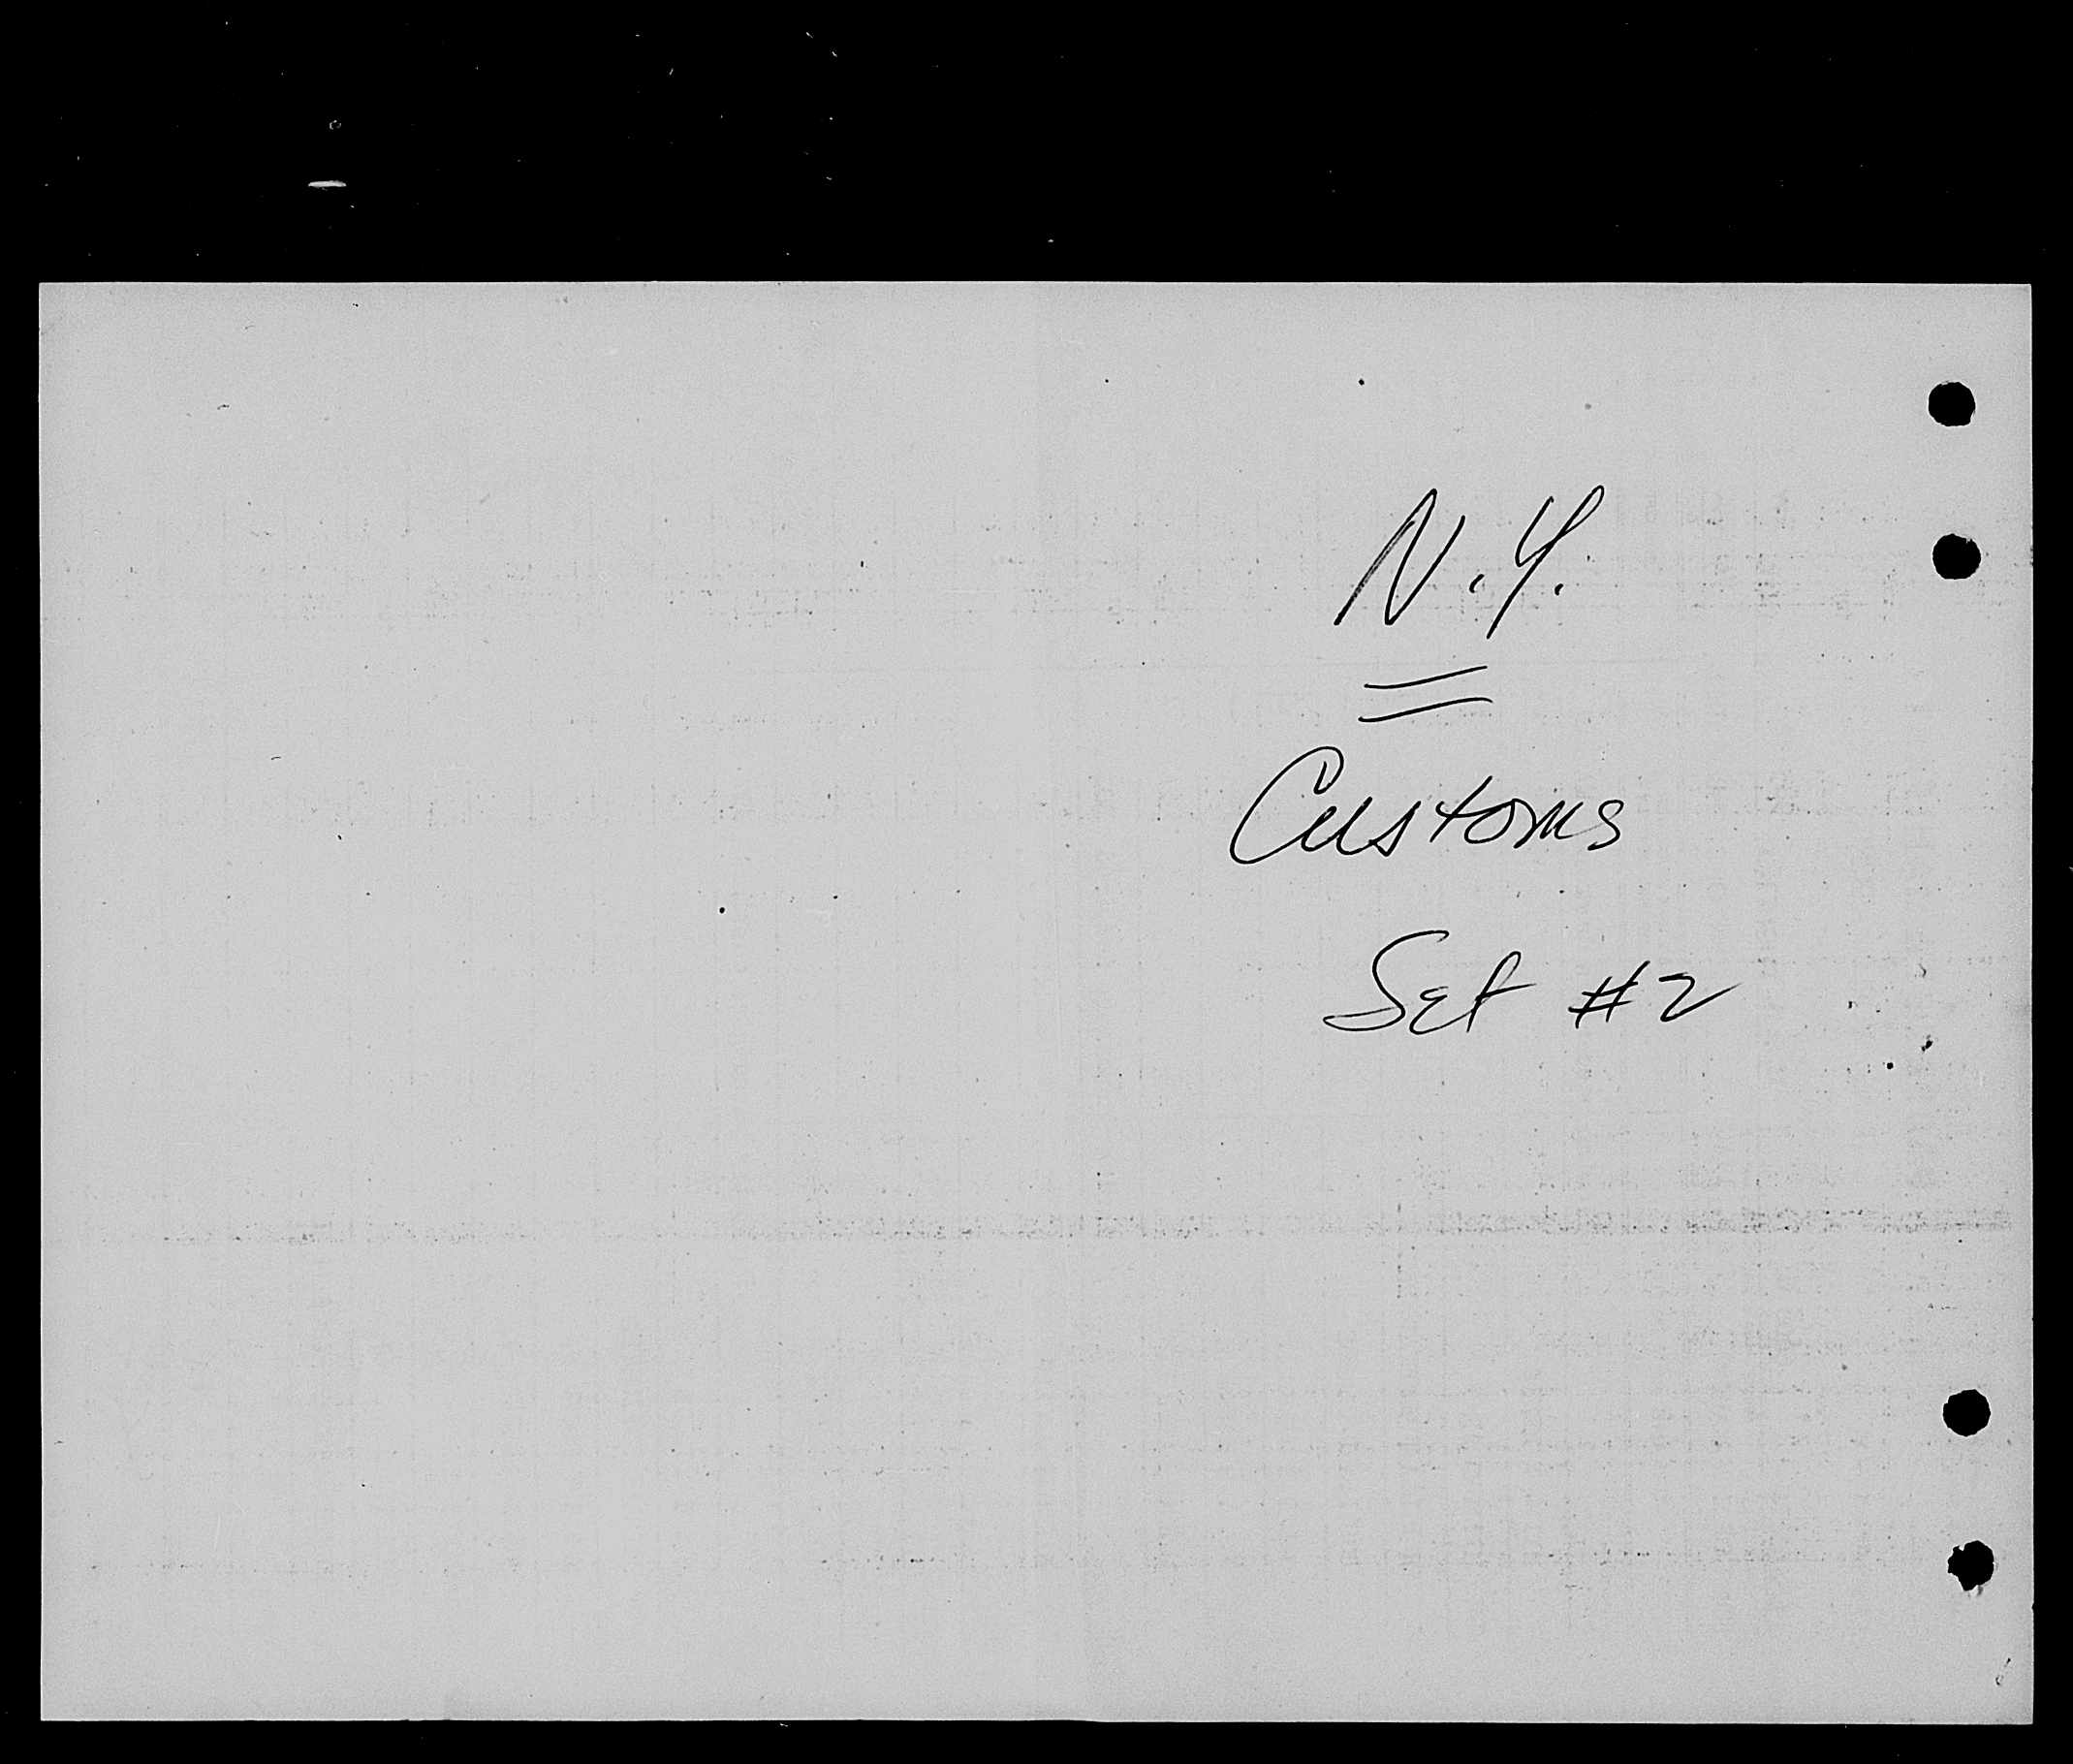 N.Y.
Customs
Set #2